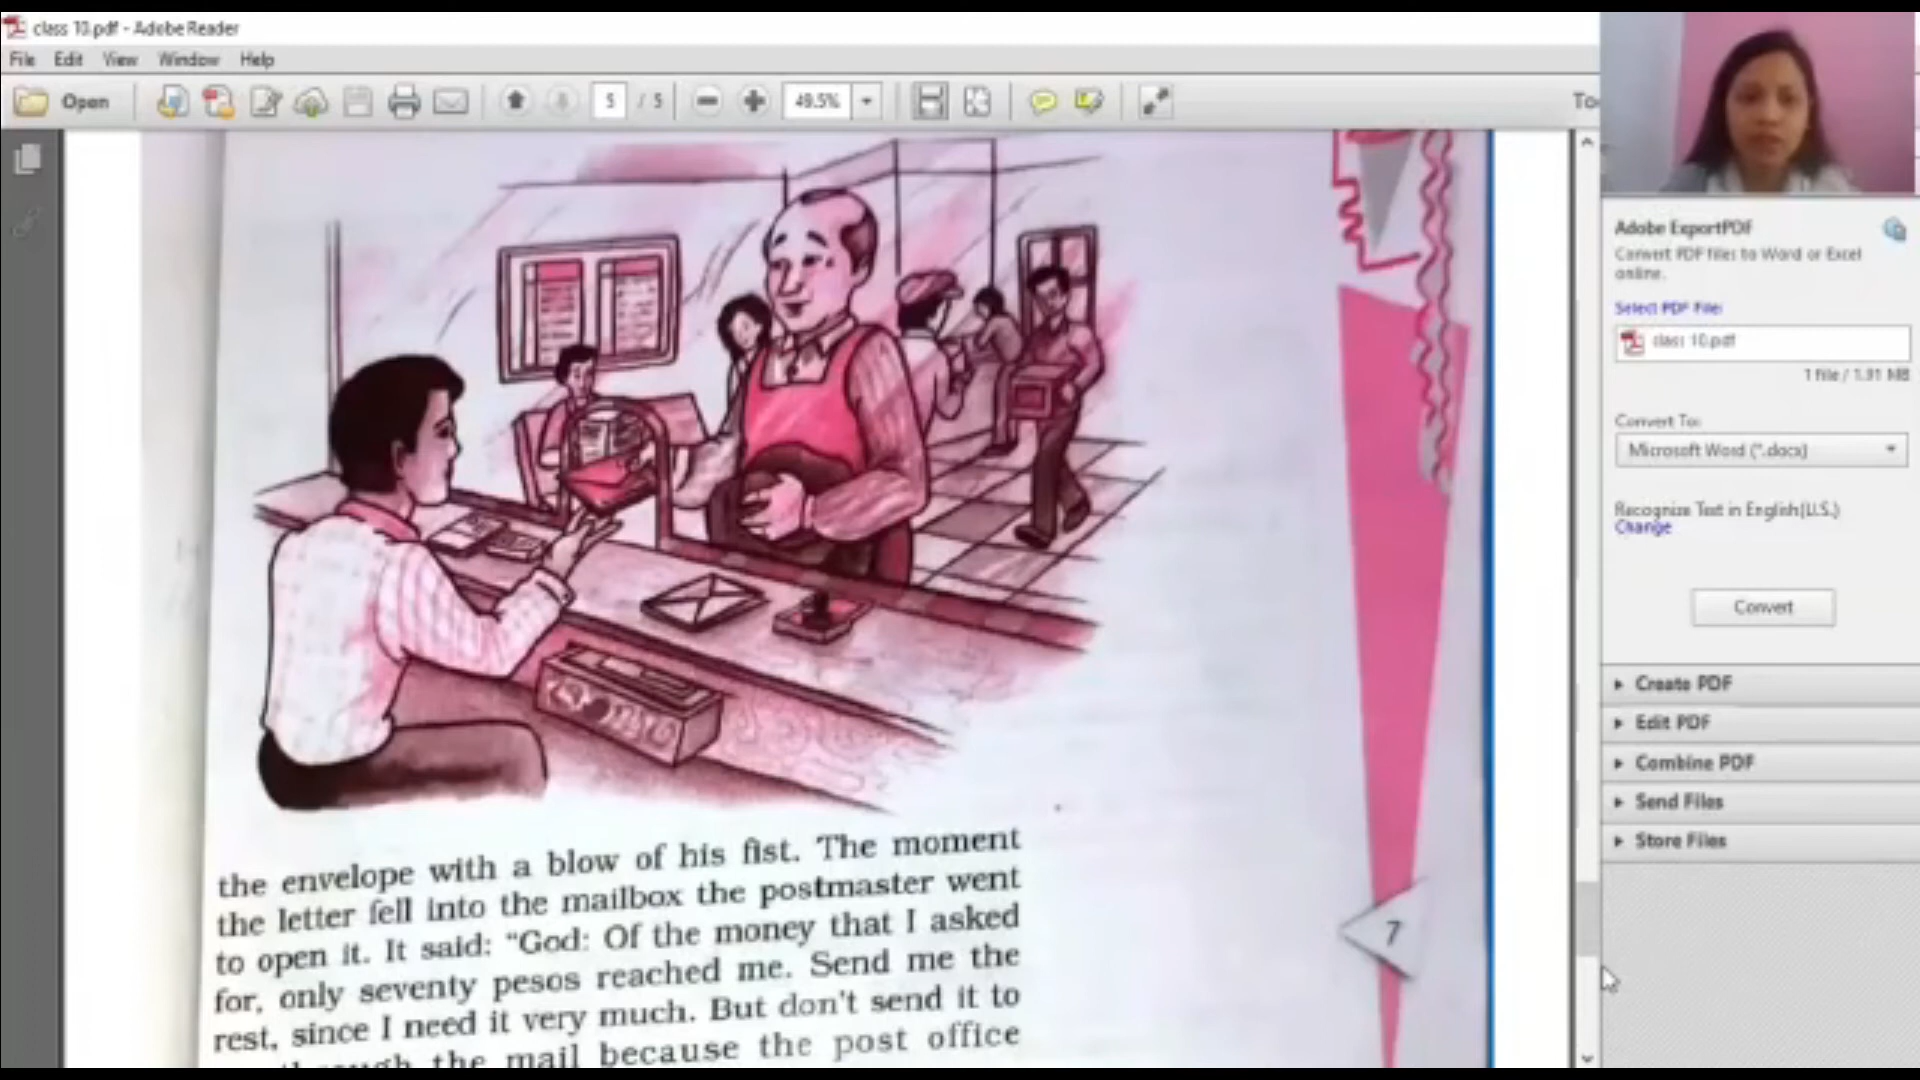 class 10.pdf - Adobe Reader
File Edit View Window Help
Open 5 / 5 49.5%
Adobe ExportPDF
Convert PDF files to Word or Excel
online.
Select PDF File:
class 10.pdf
1 file / 1.91 MB
Convert To:
Microsoft Word (*.docx)
Recognize Text in English(U.S.)
Change
Convert
Create PDF
Edit PDF
Combine PDF
Send Files
Store Files
the envelope with a blow of his fist. The moment
the letter fell into the mailbox the postmaster went
to open it. It said: "God: Of the money that I asked
for, only seventy pesos reached me. Send me the
rest, since I need it very much. But don't send it to
through the mail because the post office
7